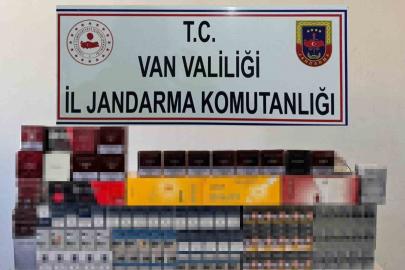 T.C.
VAN VALİLİĞİ
İL JANDARMA KOMUTANLIĞI